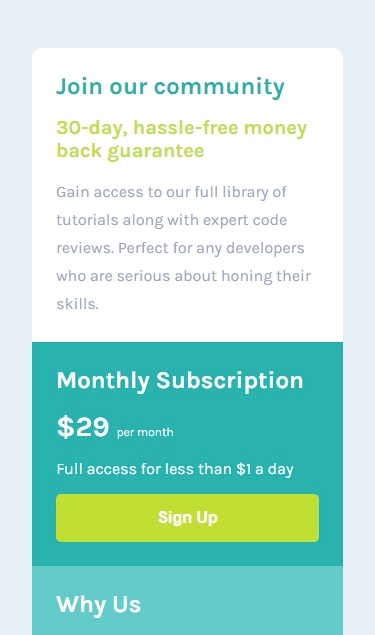 Join our community
30-day, hassle-free money
back guarantee
Gain access to our full library of
tutorials along with expert code
reviews. Perfect for any developers
who are serious about honing their
skills.
Monthly Subscription
$29 per month
Full access for less than $1 a day
Sign Up
Why Us